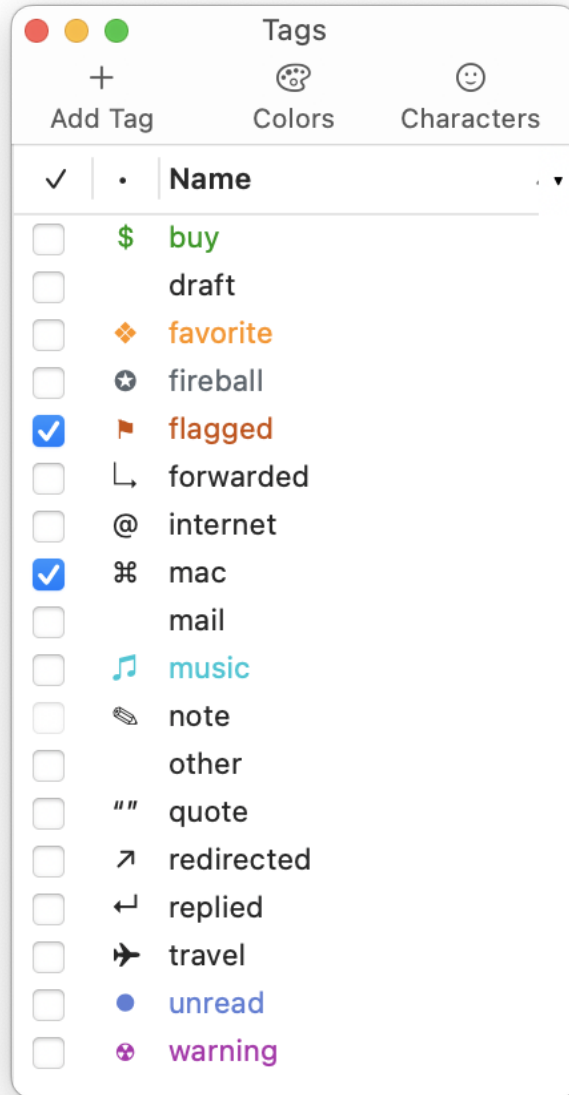 Tags
Add Tag Colors Characters
✓ • Name
$ buy
draft
❖ favorite
✪ fireball
⚑ flagged
forwarded
@ internet
⌘ mac
mail
♫ music
✎ note
other
“” quote
↗ redirected
↵ replied
✈ travel
● unread
☢ warning